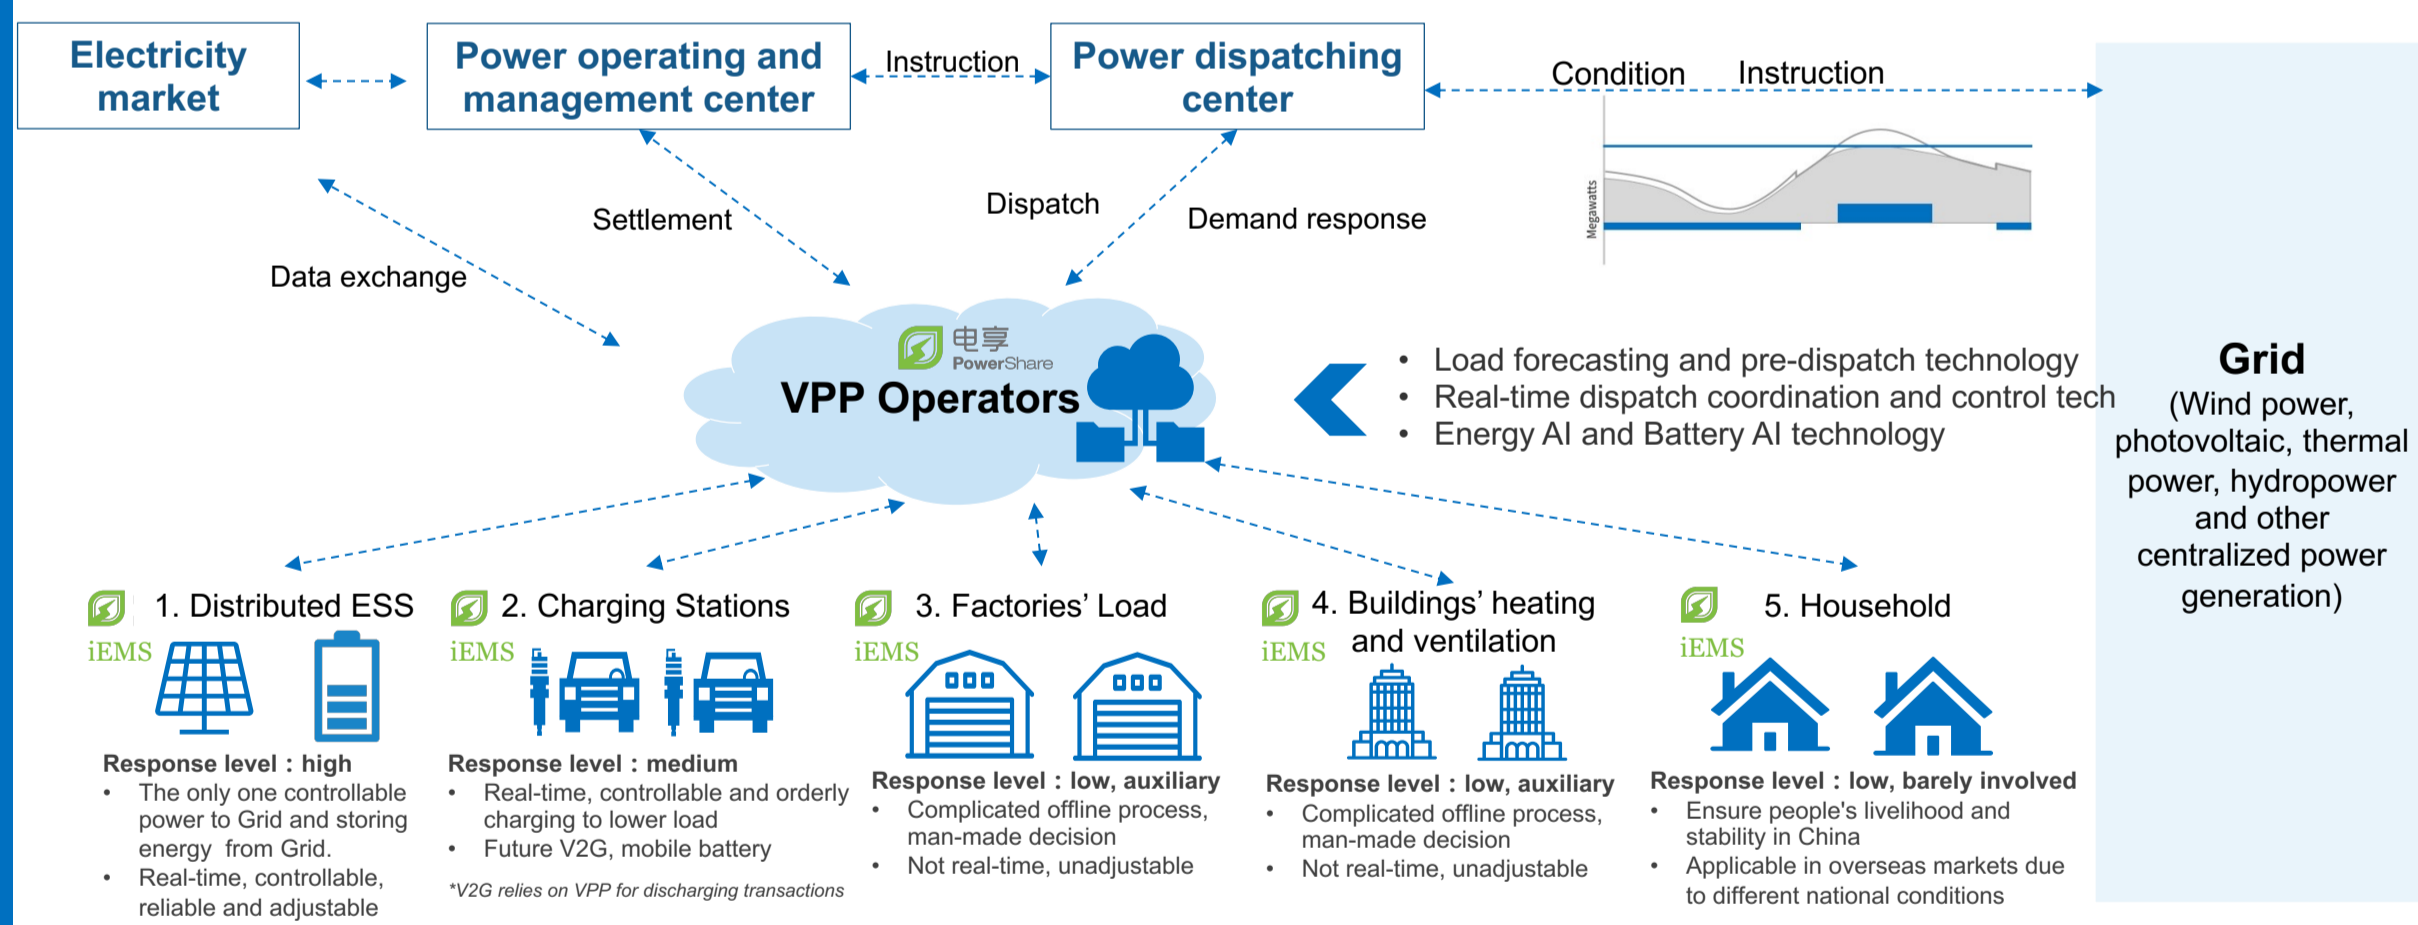 Electricity
market
Power operating and
management center
Instruction
Power dispatching
center
Condition
Instruction
Megawatts
Settlement
Dispatch
Demand response
Data exchange
电享
PowerShare
VPP Operators
• Load forecasting and pre-dispatch technology
• Real-time dispatch coordination and control tech
• Energy AI and Battery AI technology
Grid
(Wind power,
photovoltaic, thermal
power, hydropower
and other
centralized power
generation)
1. Distributed ESS
iEMS
Response level：high
• The only one controllable
power to Grid and storing
energy from Grid.
• Real-time, controllable,
reliable and adjustable
2. Charging Stations
iEMS
Response level：medium
• Real-time, controllable and orderly
charging to lower load
• Future V2G, mobile battery
*V2G relies on VPP for discharging transactions
3. Factories’ Load
iEMS
Response level：low, auxiliary
• Complicated offline process,
man-made decision
• Not real-time, unadjustable
4. Buildings’ heating
and ventilation
iEMS
Response level：low, auxiliary
• Complicated offline process,
man-made decision
• Not real-time, unadjustable
5. Household
iEMS
Response level：low, barely involved
• Ensure people's livelihood and
stability in China
• Applicable in overseas markets due
to different national conditions